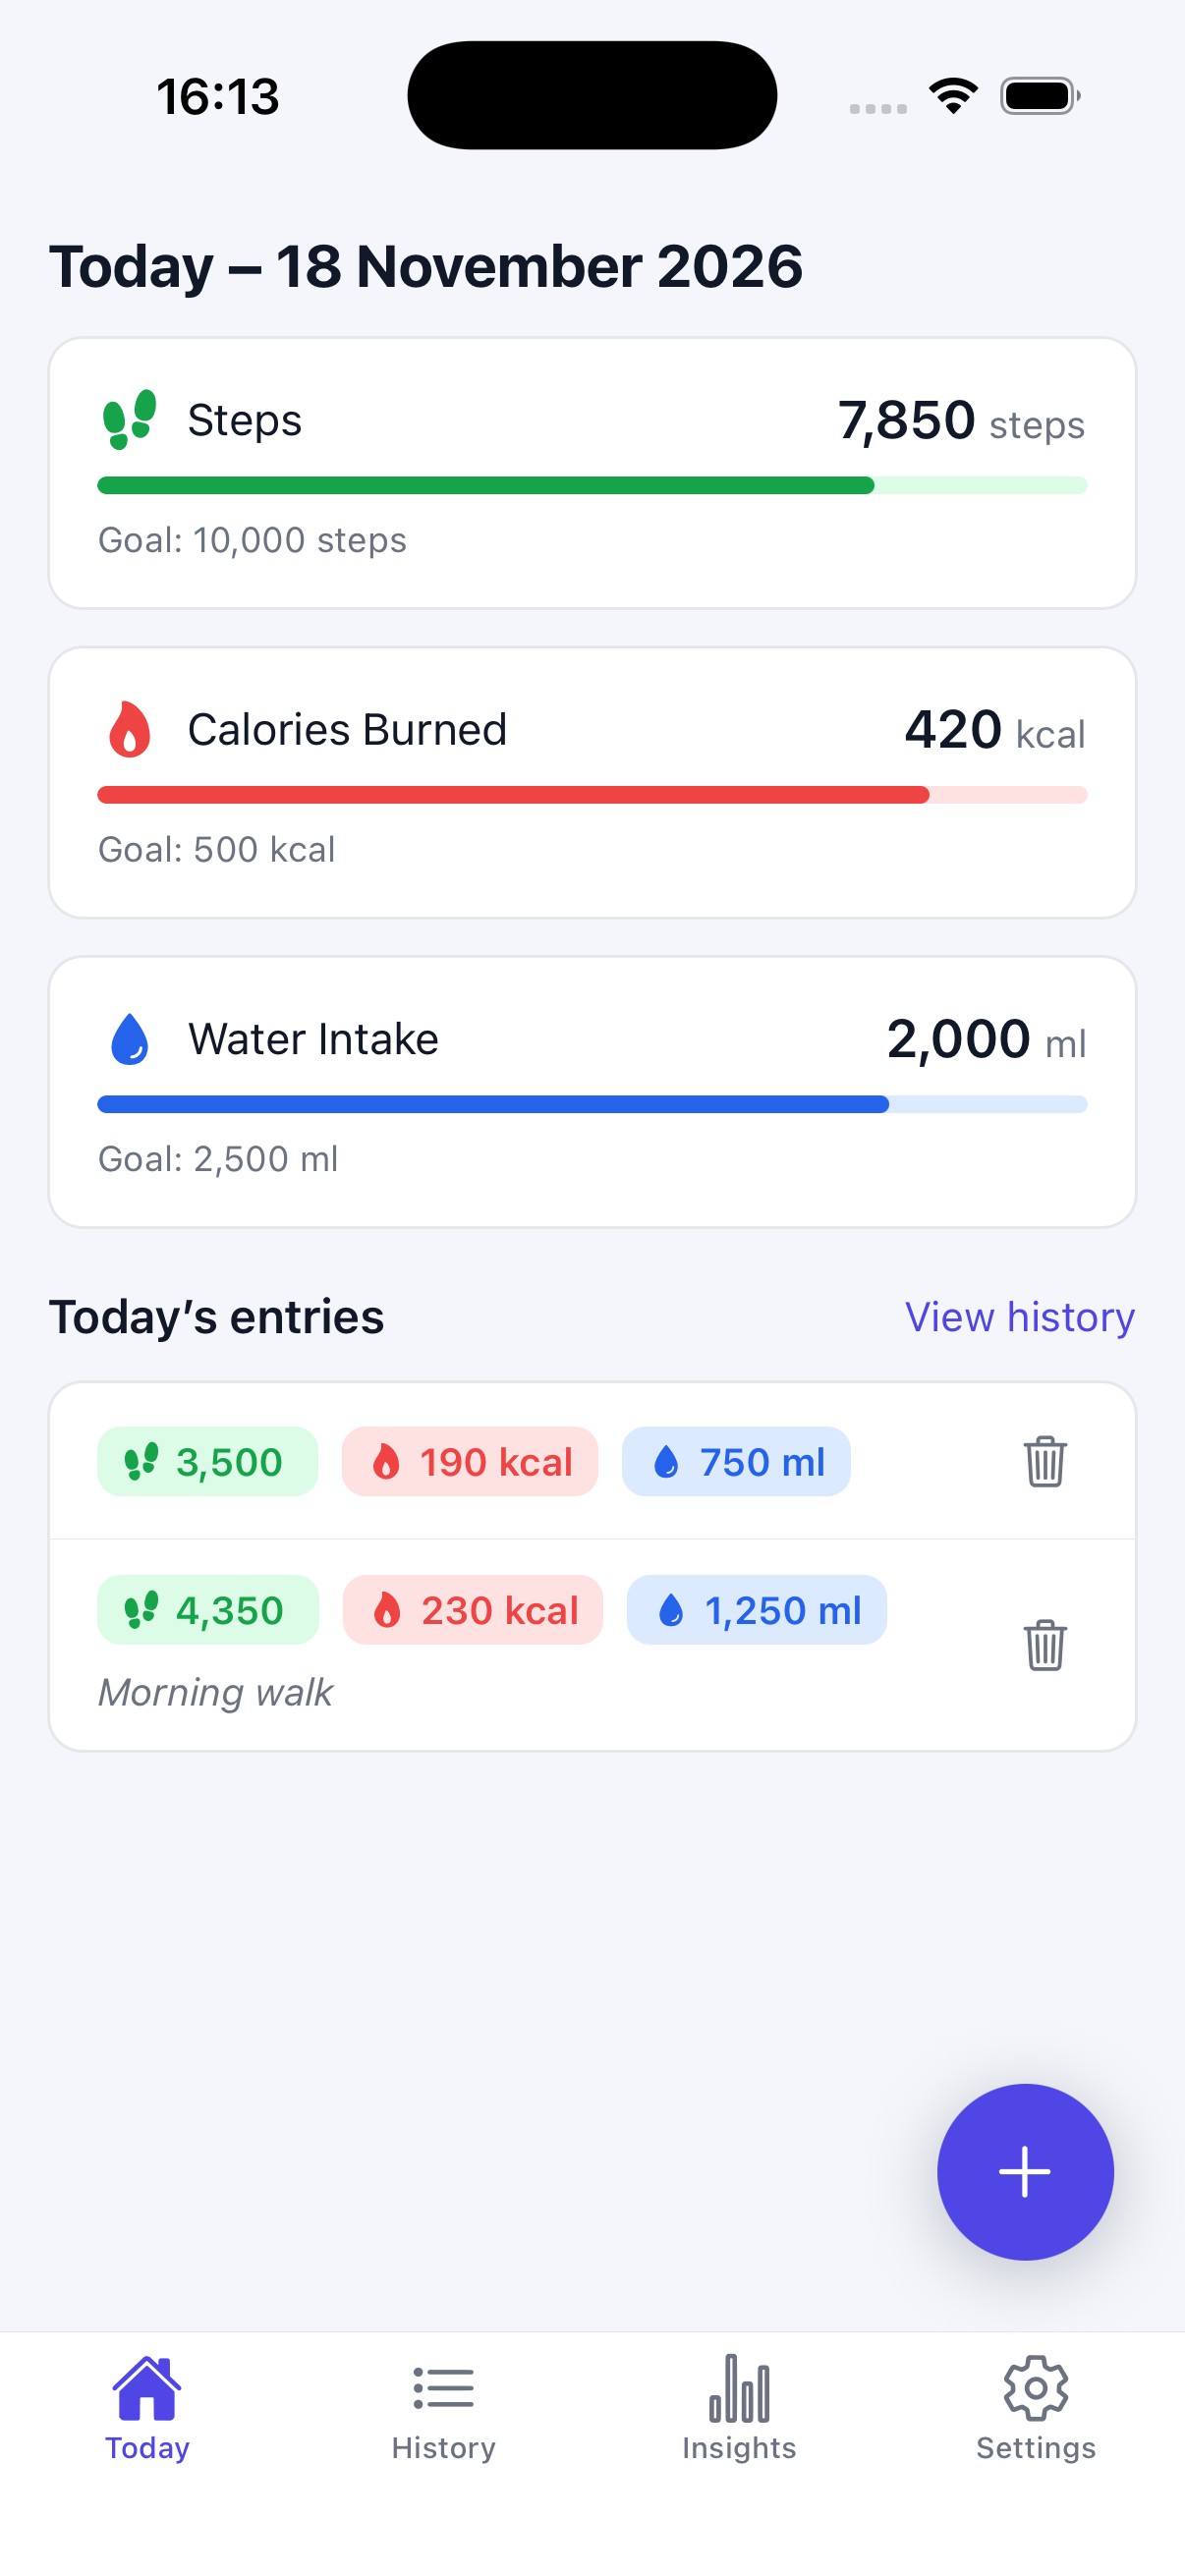 16:13
Today – 18 November 2026
Steps 7,850 steps
Goal: 10,000 steps
Calories Burned 420 kcal
Goal: 500 kcal
Water Intake 2,000 ml
Goal: 2,500 ml
Today’s entries View history
3,500 190 kcal 750 ml
4,350 230 kcal 1,250 ml
Morning walk
Today History Insights Settings